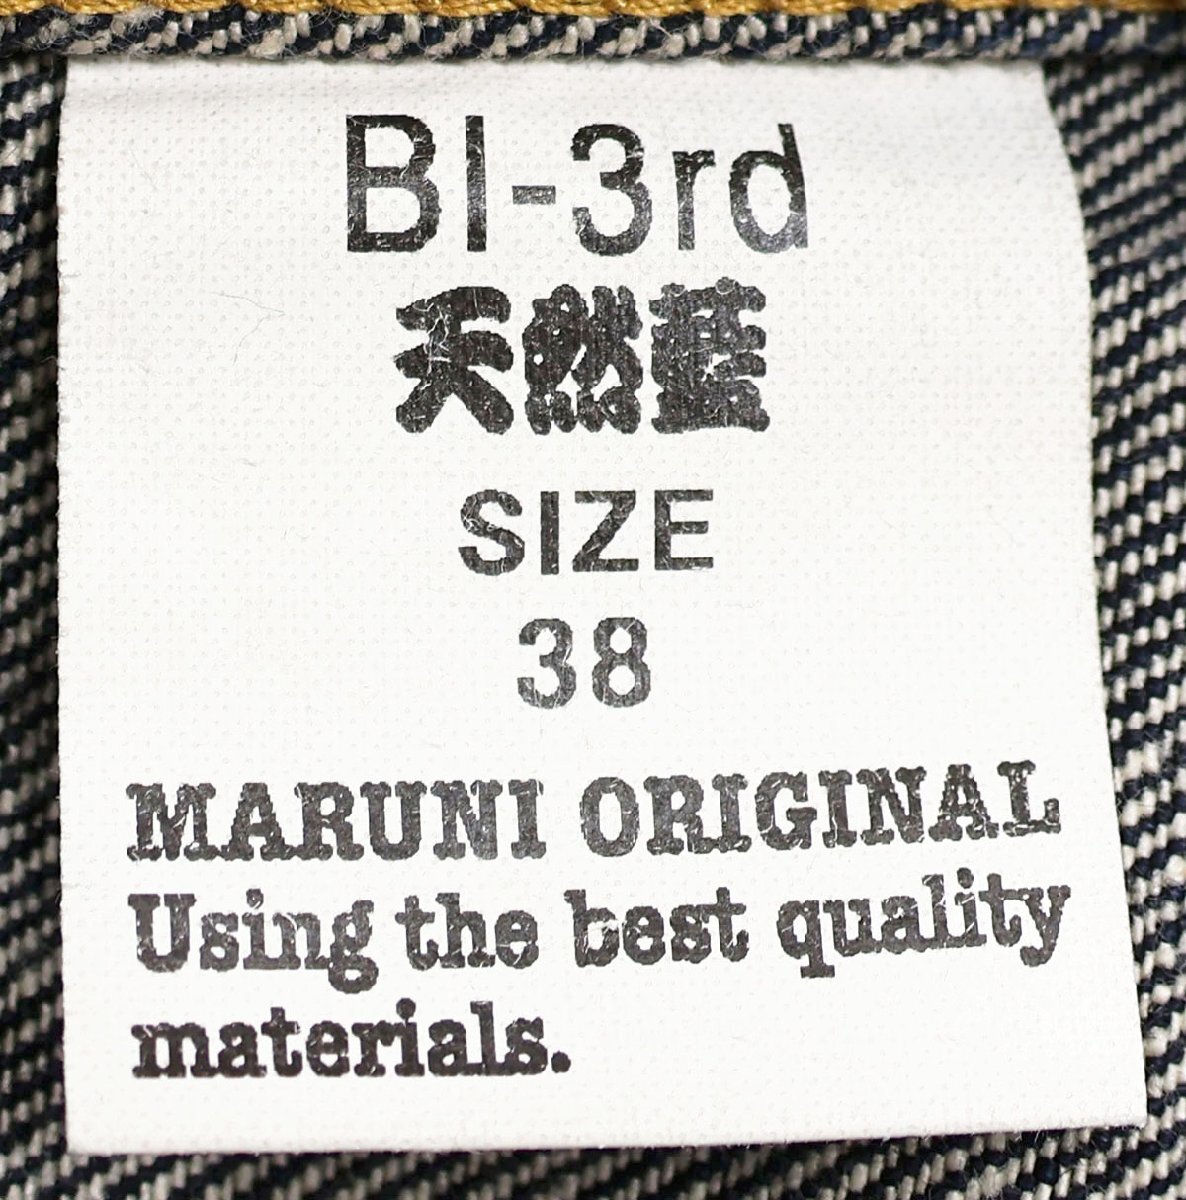 BI-3rd
天然藍
SIZE
38
MARUNI ORIGINAL
Using the best quality
materials.